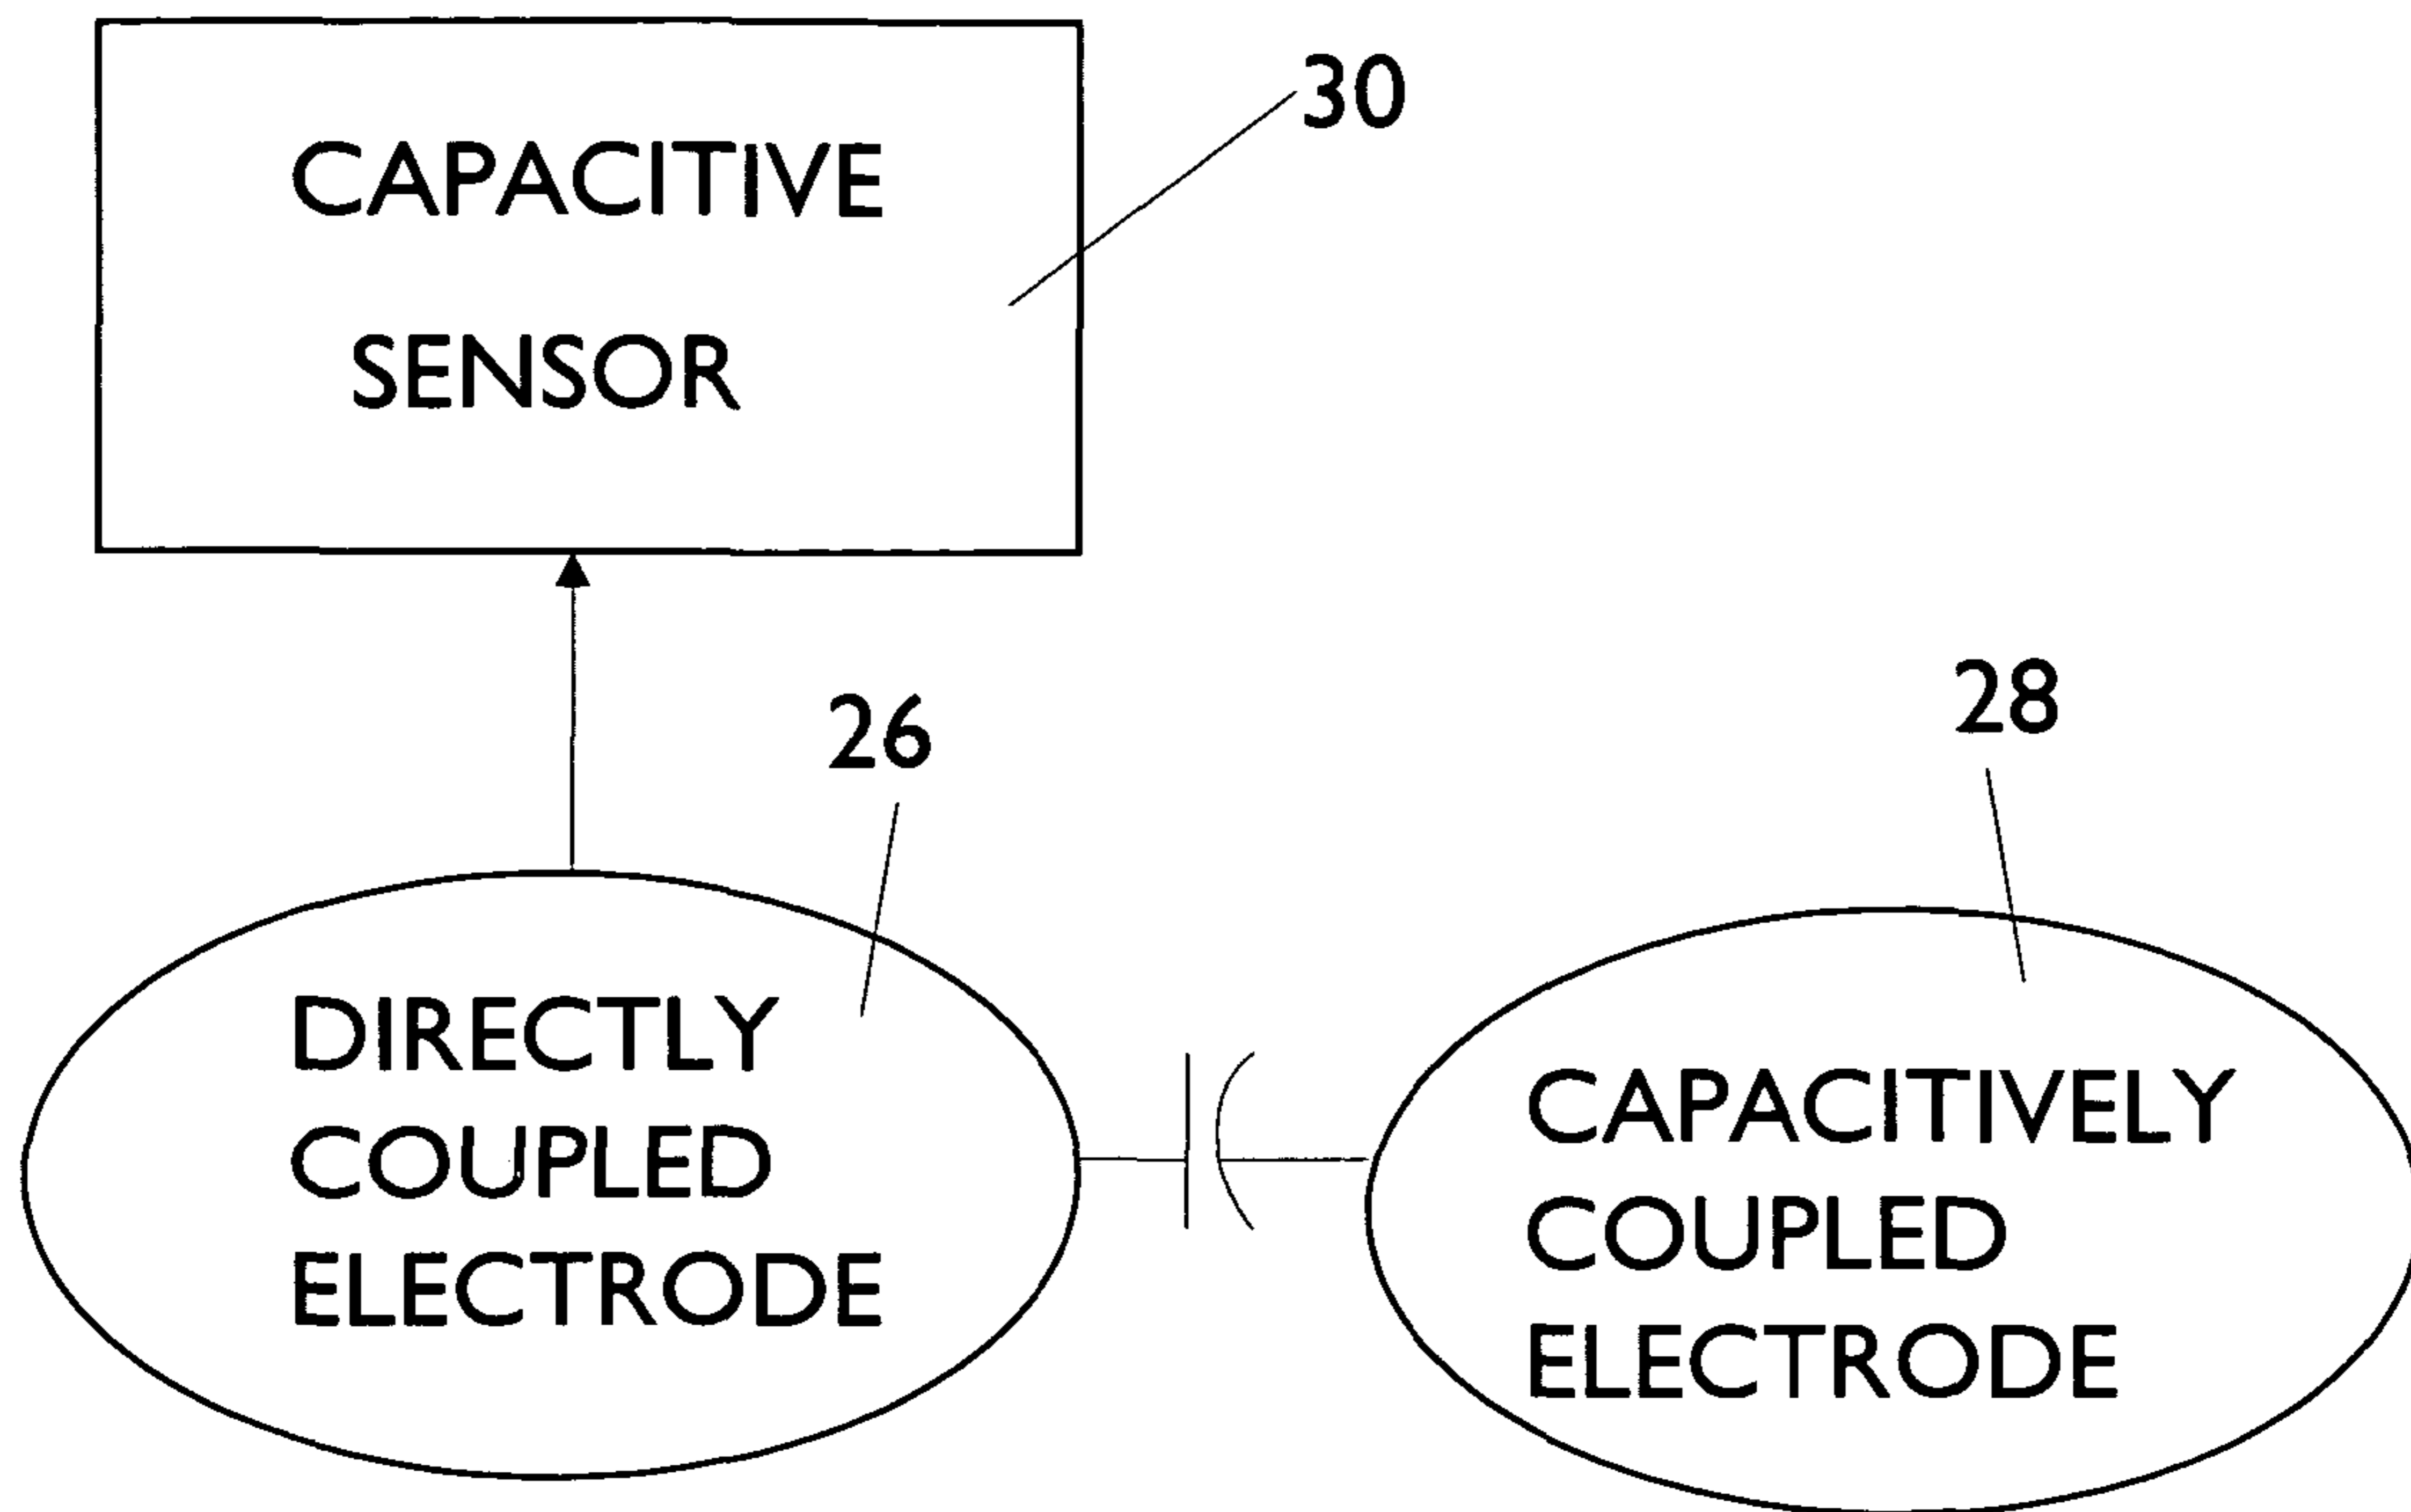 CAPACITIVE
SENSOR
30
26
28
DIRECTLY
COUPLED
ELECTRODE
CAPACITIVELY
COUPLED
ELECTRODE